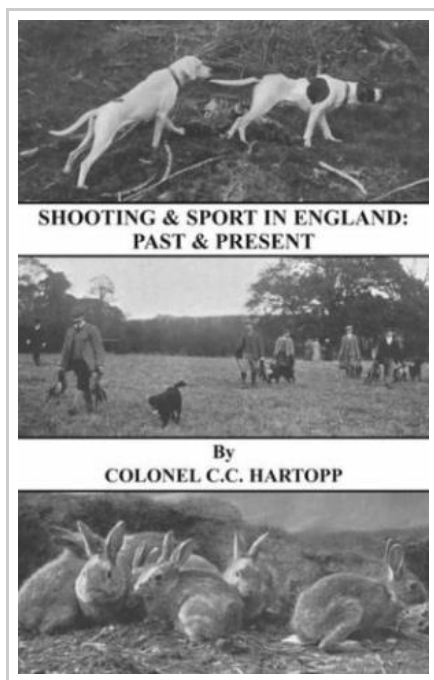 SHOOTING & SPORT IN ENGLAND:
PAST & PRESENT
By
COLONEL C.C. HARTOPP